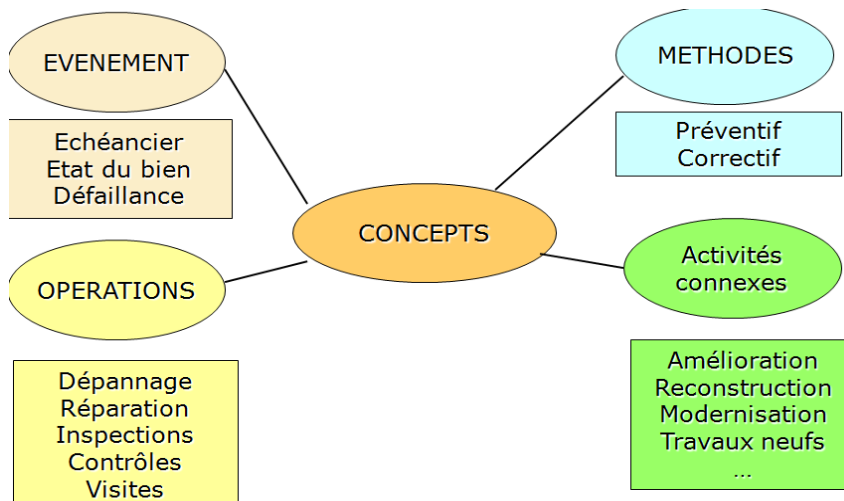 EVENEMENT
Echéancier
Etat du bien
Défaillance
METHODES
Préventif
Correctif
CONCEPTS
OPERATIONS
Dépannage
Réparation
Inspections
Contrôles
Visites
Activités
connexes
Amélioration
Reconstruction
Modernisation
Travaux neufs
...